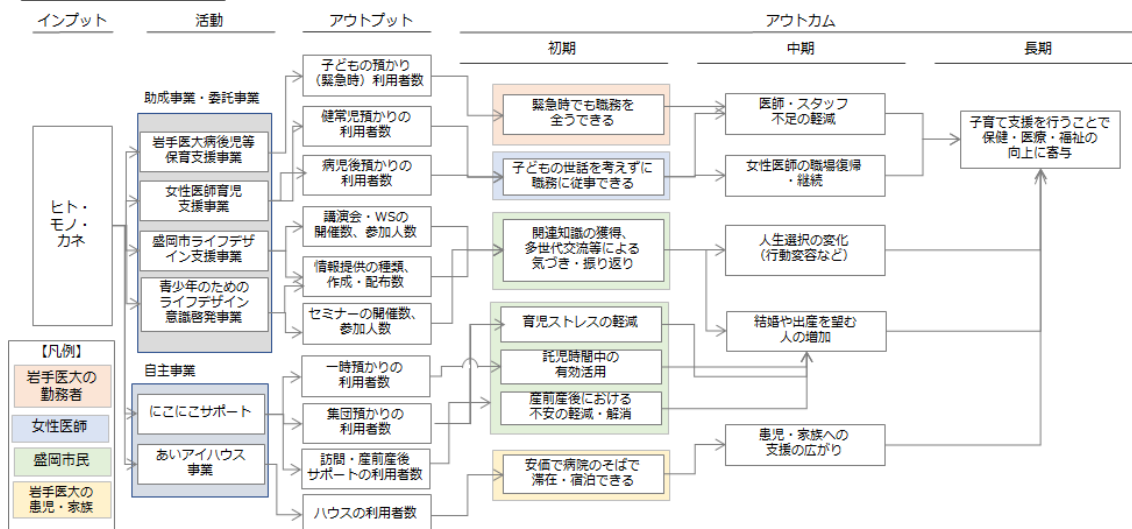 インプット
活動
アウトプット
アウトカム
初期
中期
長期
助成事業・委託事業
岩手医大病後児等
保育支援事業
女性医師育児
支援事業
盛岡市ライフデザ
イン支援事業
青少年のための
ライフデザイン
意識啓発事業
自主事業
にこにこサポート
あいアイハウス
事業
ヒト・
モノ・
カネ
子どもの預かり
（緊急時）利用者数
健常児預かりの
利用者数
病児後預かりの
利用者数
講演会・WSの
開催数、参加人数
情報提供の種類、
作成・配布数
セミナーの開催数、
参加人数
一時預かりの
利用者数
集団預かりの
利用者数
訪問・産前産後
サポートの利用者数
ハウスの利用者数
緊急時でも職務を
全うできる
子どもの世話を考えずに
職務に従事できる
関連知識の獲得、
多世代交流等による
気づき・振り返り
育児ストレスの軽減
託児時間中の
有効活用
産前産後における
不安の軽減・解消
安価で病院のそばで
滞在・宿泊できる
医師・スタッフ
不足の軽減
女性医師の職場復帰
・継続
人生選択の変化
（行動変容など）
結婚や出産を望む
人の増加
患児・家族への
支援の広がり
子育て支援を行うことで
保健・医療・福祉の
向上に寄与
【凡例】
岩手医大の
勤務者
女性医師
盛岡市民
岩手医大の
患児・家族